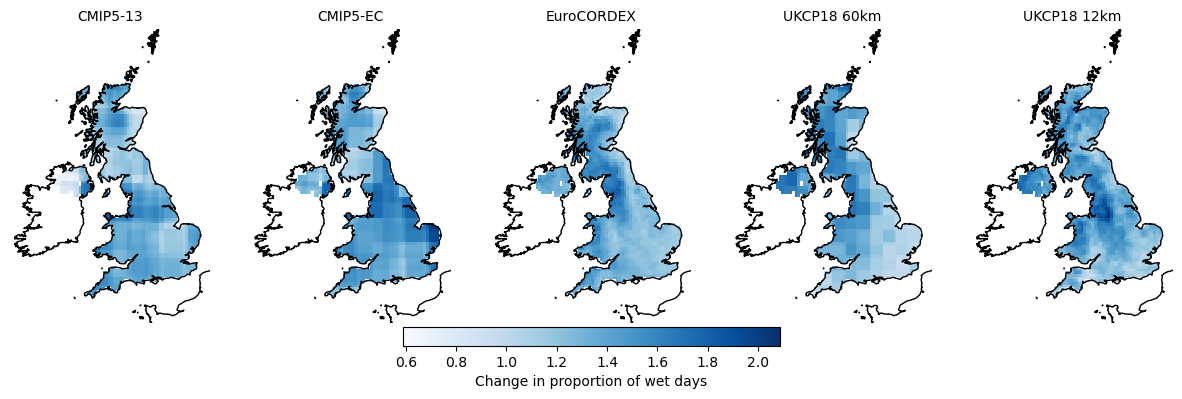 CMIP5-13 CMIP5-EC EuroCORDEX UKCP18 60km UKCP18 12km
0.6 0.8 1.0 1.2 1.4 1.6 1.8 2.0
Change in proportion of wet days